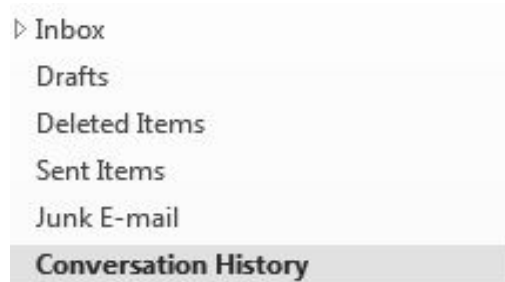 Inbox
Drafts
Deleted Items
Sent Items
Junk E-mail
Conversation History